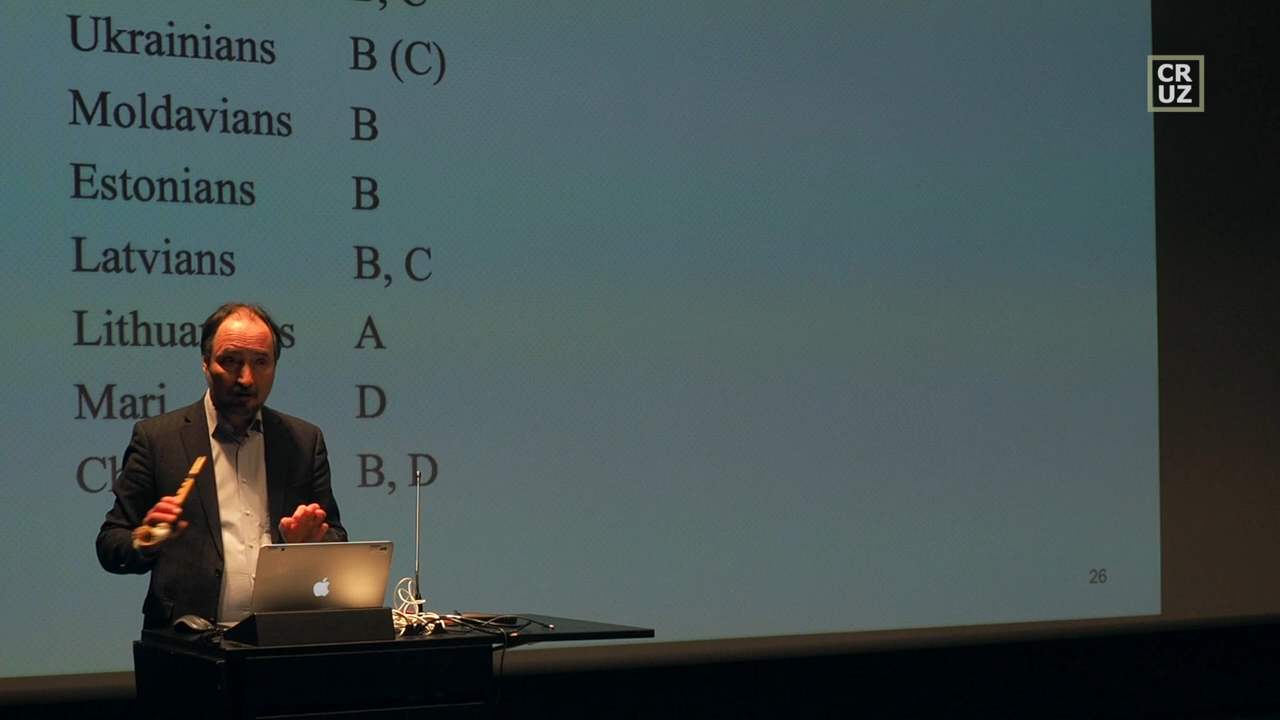 Ukrainians B (C)
Moldavians B
Estonians B
Latvians B, C
A
Mari D
B, D
26
CR
UZ